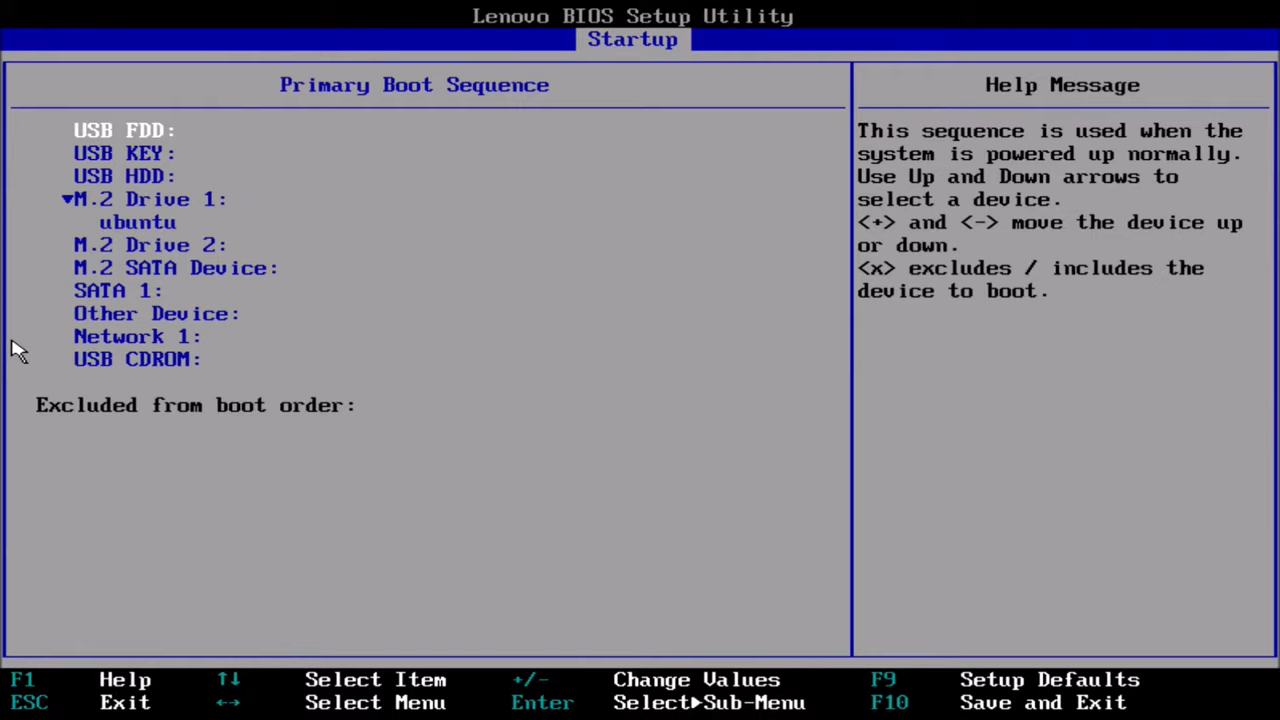 Lenovo BIOS Setup Utility
Startup
Primary Boot Sequence
USB FDD:
USB KEY:
USB HDD:
▼M.2 Drive 1:
ubuntu
M.2 Drive 2:
M.2 SATA Device:
SATA 1:
Other Device:
Network 1:
USB CDROM:
Excluded from boot order:
Help Message
This sequence is used when the
system is powered up normally.
Use Up and Down arrows to
select a device.
<+> and <-> move the device up
or down.
<x> excludes / includes the
device to boot.
F1 Help ↑↓ Select Item +/- Change Values F9 Setup Defaults
ESC Exit ↔ Select Menu Enter Select▶Sub-Menu F10 Save and Exit